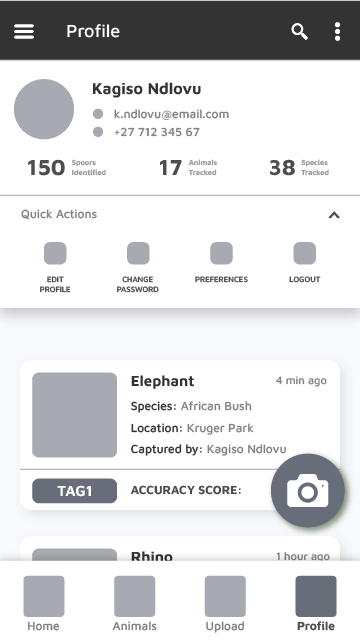 Profile
Kagiso Ndlovu
k.ndlovu@email.com
+27 712 345 67
150 Spoors Identified
17 Animals Tracked
38 Species Tracked
Quick Actions
EDIT PROFILE
CHANGE PASSWORD
PREFERENCES
LOGOUT
Elephant 4 min ago
Species: African Bush
Location: Kruger Park
Captured by: Kagiso Ndlovu
TAG1 ACCURACY SCORE:
Rhino 1 hour ago
Home Animals Upload Profile